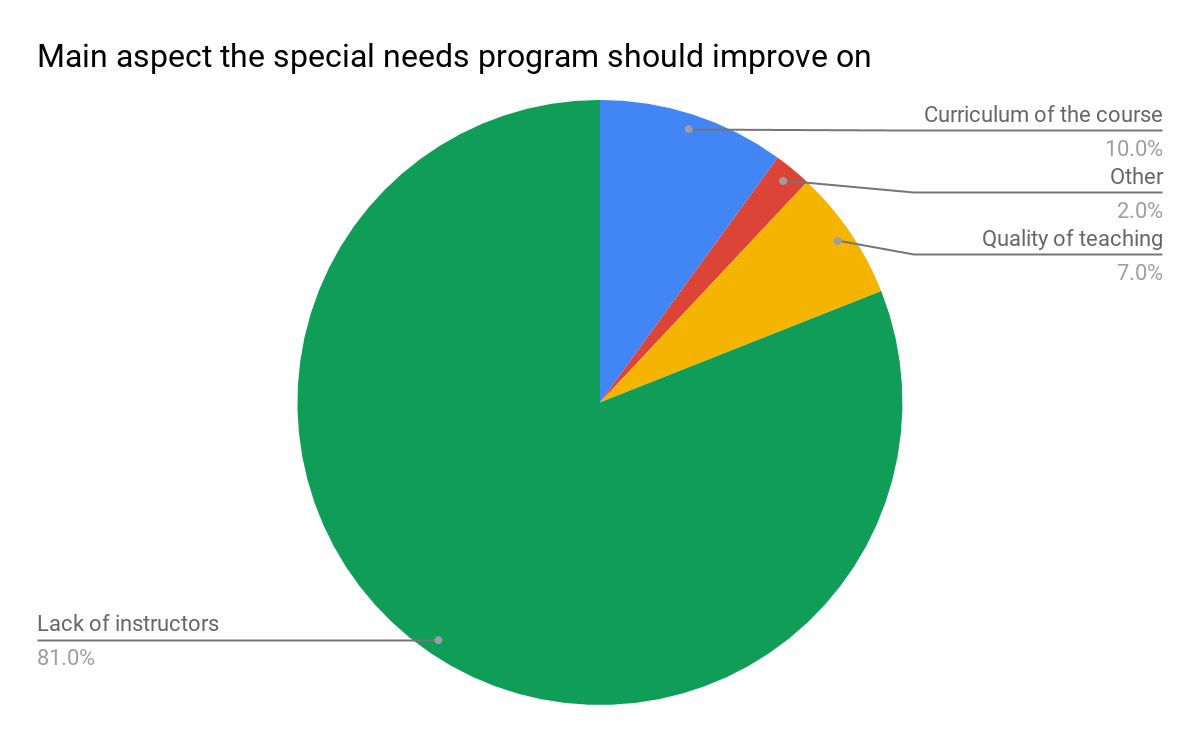 Main aspect the special needs program should improve on
Curriculum of the course
10.0%
Other
2.0%
Quality of teaching
7.0%
Lack of instructors
81.0%